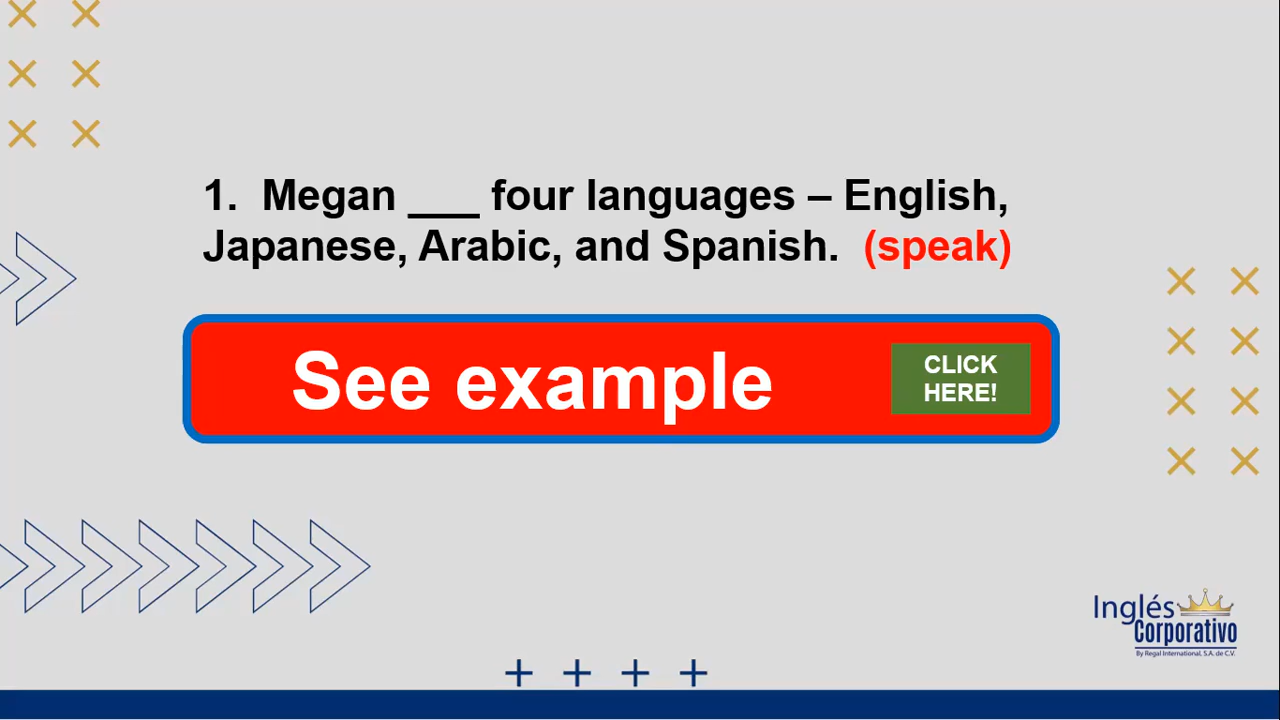 1. Megan ___ four languages – English,
Japanese, Arabic, and Spanish. (speak)
See example
CLICK
HERE!
Inglés
Corporativo
By Regal International, S.A. de C.V.